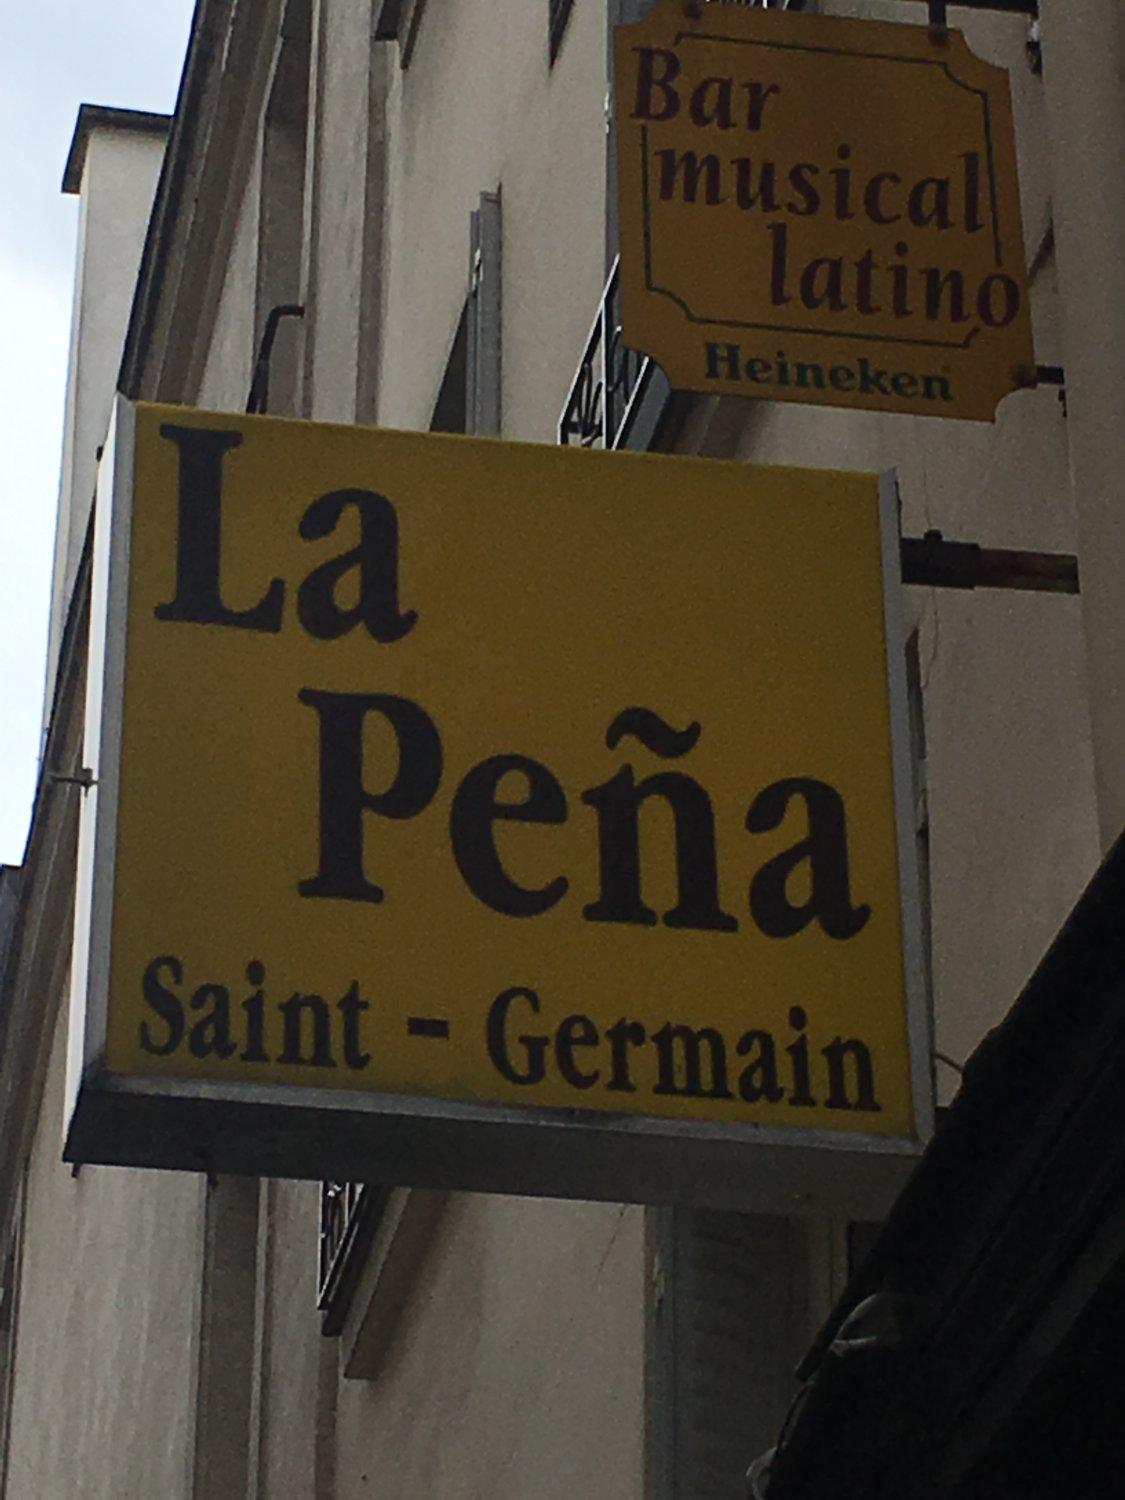 Bar
musical
latino
Heineken
La
Peña
Saint - Germain